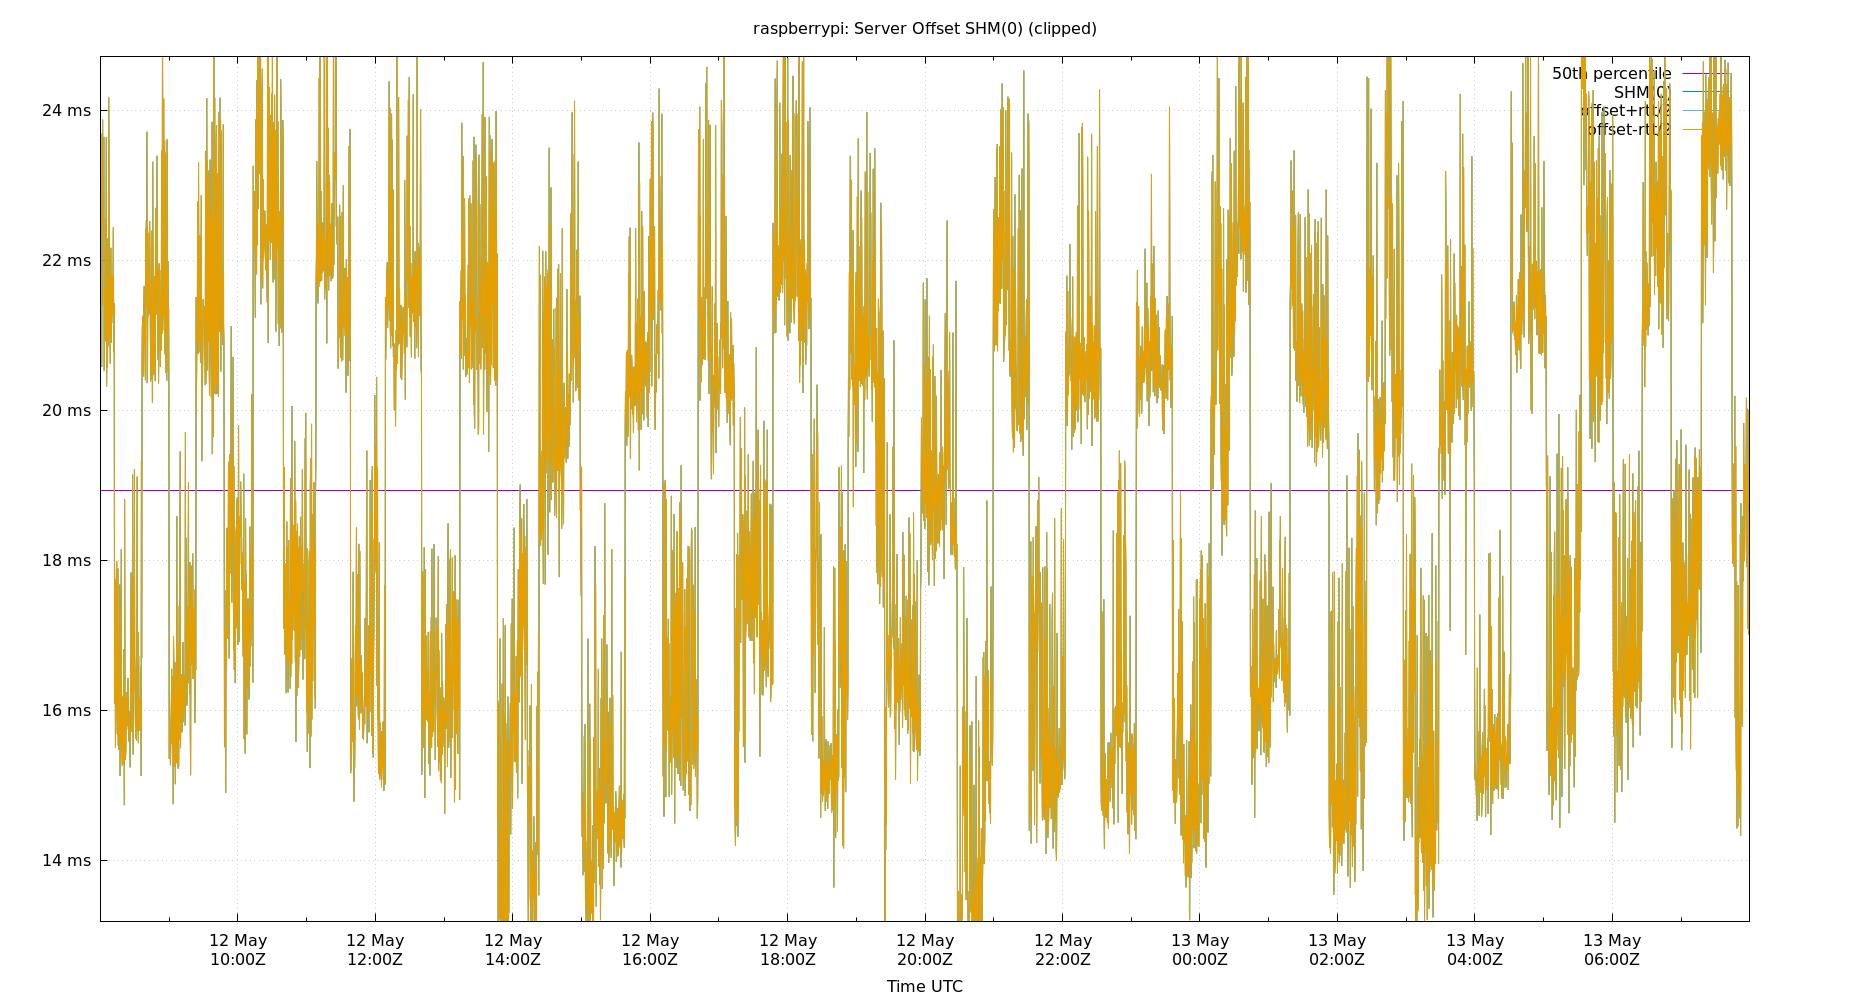 raspberrypi: Server Offset SHM(0) (clipped)
50th percentile
SHM(0)
offset+rtt/2
offset-rtt/2
24 ms
22 ms
20 ms
18 ms
16 ms
14 ms
12 May 12 May 12 May 12 May 12 May 12 May 12 May 13 May 13 May 13 May 13 May
10:00Z 12:00Z 14:00Z 16:00Z 18:00Z 20:00Z 22:00Z 00:00Z 02:00Z 04:00Z 06:00Z
Time UTC